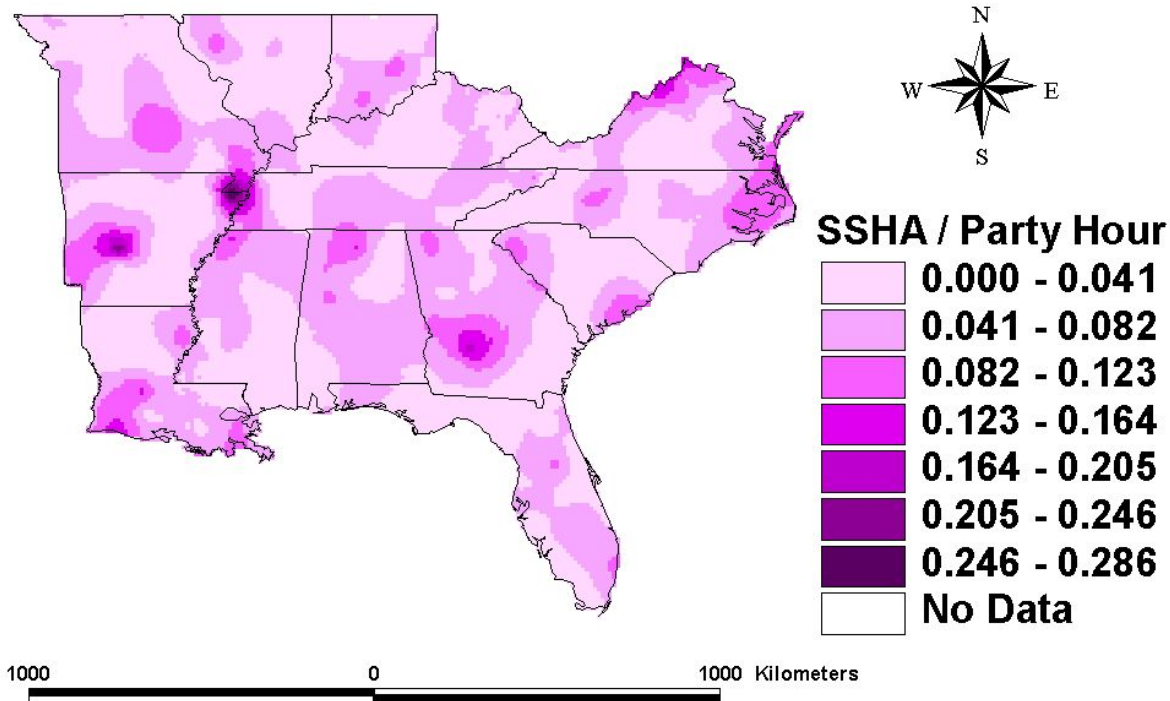 N
W
E
S
SSHA / Party Hour
0.000 - 0.041
0.041 - 0.082
0.082 - 0.123
0.123 - 0.164
0.164 - 0.205
0.205 - 0.246
0.246 - 0.286
No Data
1000 0 1000 Kilometers